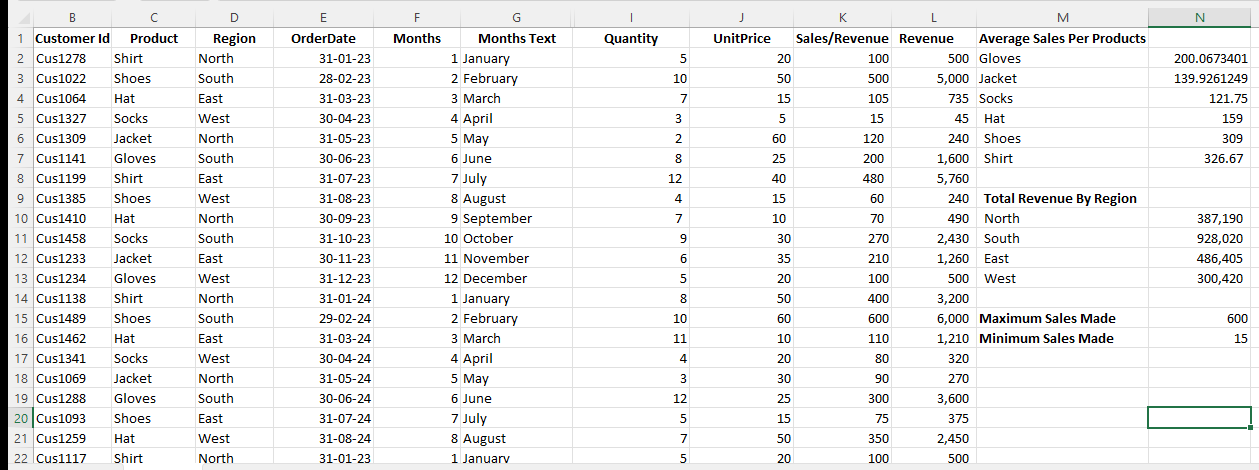 B C D E F G I J K L M N
1 Customer Id Product Region OrderDate Months Months Text Quantity UnitPrice Sales/Revenue Revenue Average Sales Per Products
2 Cus1278 Shirt North 31-01-23 1 January 5 20 100 500 Gloves 200.0673401
3 Cus1022 Shoes South 28-02-23 2 February 10 50 500 5,000 Jacket 139.9261249
4 Cus1064 Hat East 31-03-23 3 March 7 15 105 735 Socks 121.75
5 Cus1327 Socks West 30-04-23 4 April 3 5 15 45 Hat 159
6 Cus1309 Jacket North 31-05-23 5 May 2 60 120 240 Shoes 309
7 Cus1141 Gloves South 30-06-23 6 June 8 25 200 1,600 Shirt 326.67
8 Cus1199 Shirt East 31-07-23 7 July 12 40 480 5,760
9 Cus1385 Shoes West 31-08-23 8 August 4 15 60 240 Total Revenue By Region
10 Cus1410 Hat North 30-09-23 9 September 7 10 70 490 North 387,190
11 Cus1458 Socks South 31-10-23 10 October 9 30 270 2,430 South 928,020
12 Cus1233 Jacket East 30-11-23 11 November 6 35 210 1,260 East 486,405
13 Cus1234 Gloves West 31-12-23 12 December 5 20 100 500 West 300,420
14 Cus1138 Shirt North 31-01-24 1 January 8 50 400 3,200
15 Cus1489 Shoes South 29-02-24 2 February 10 60 600 6,000 Maximum Sales Made 600
16 Cus1462 Hat East 31-03-24 3 March 11 10 110 1,210 Minimum Sales Made 15
17 Cus1341 Socks West 30-04-24 4 April 4 20 80 320
18 Cus1069 Jacket North 31-05-24 5 May 3 30 90 270
19 Cus1288 Gloves South 30-06-24 6 June 12 25 300 3,600
20 Cus1093 Shoes East 31-07-24 7 July 5 15 75 375
21 Cus1259 Hat West 31-08-24 8 August 7 50 350 2,450
22 Cus1117 Shirt North 31-01-23 1 January 5 20 100 500